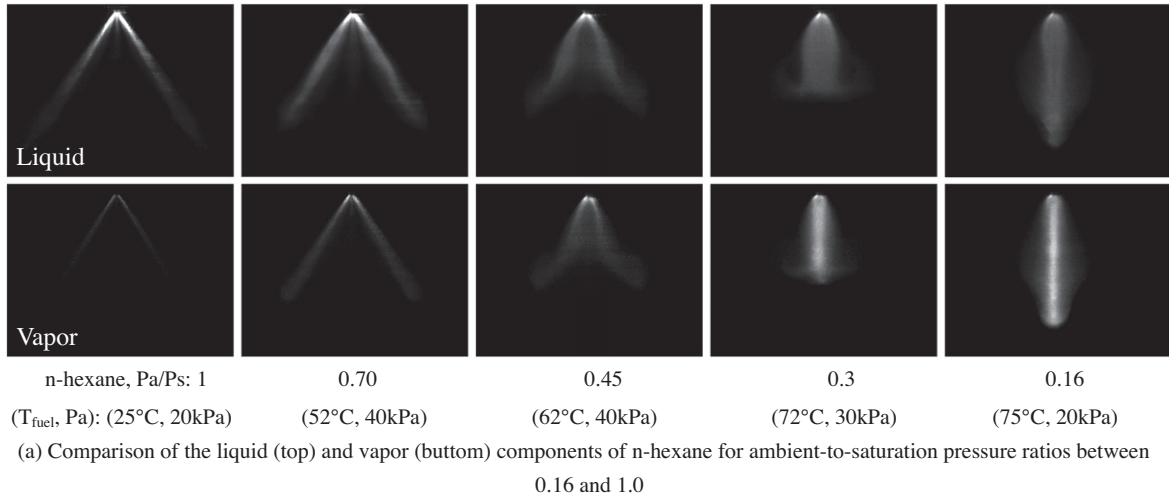 Liquid
Vapor
n-hexane, Pa/Ps: 1 0.70 0.45 0.3 0.16
(Tfuel, Pa): (25°C, 20kPa) (52°C, 40kPa) (62°C, 40kPa) (72°C, 30kPa) (75°C, 20kPa)
(a) Comparison of the liquid (top) and vapor (buttom) components of n-hexane for ambient-to-saturation pressure ratios between
0.16 and 1.0